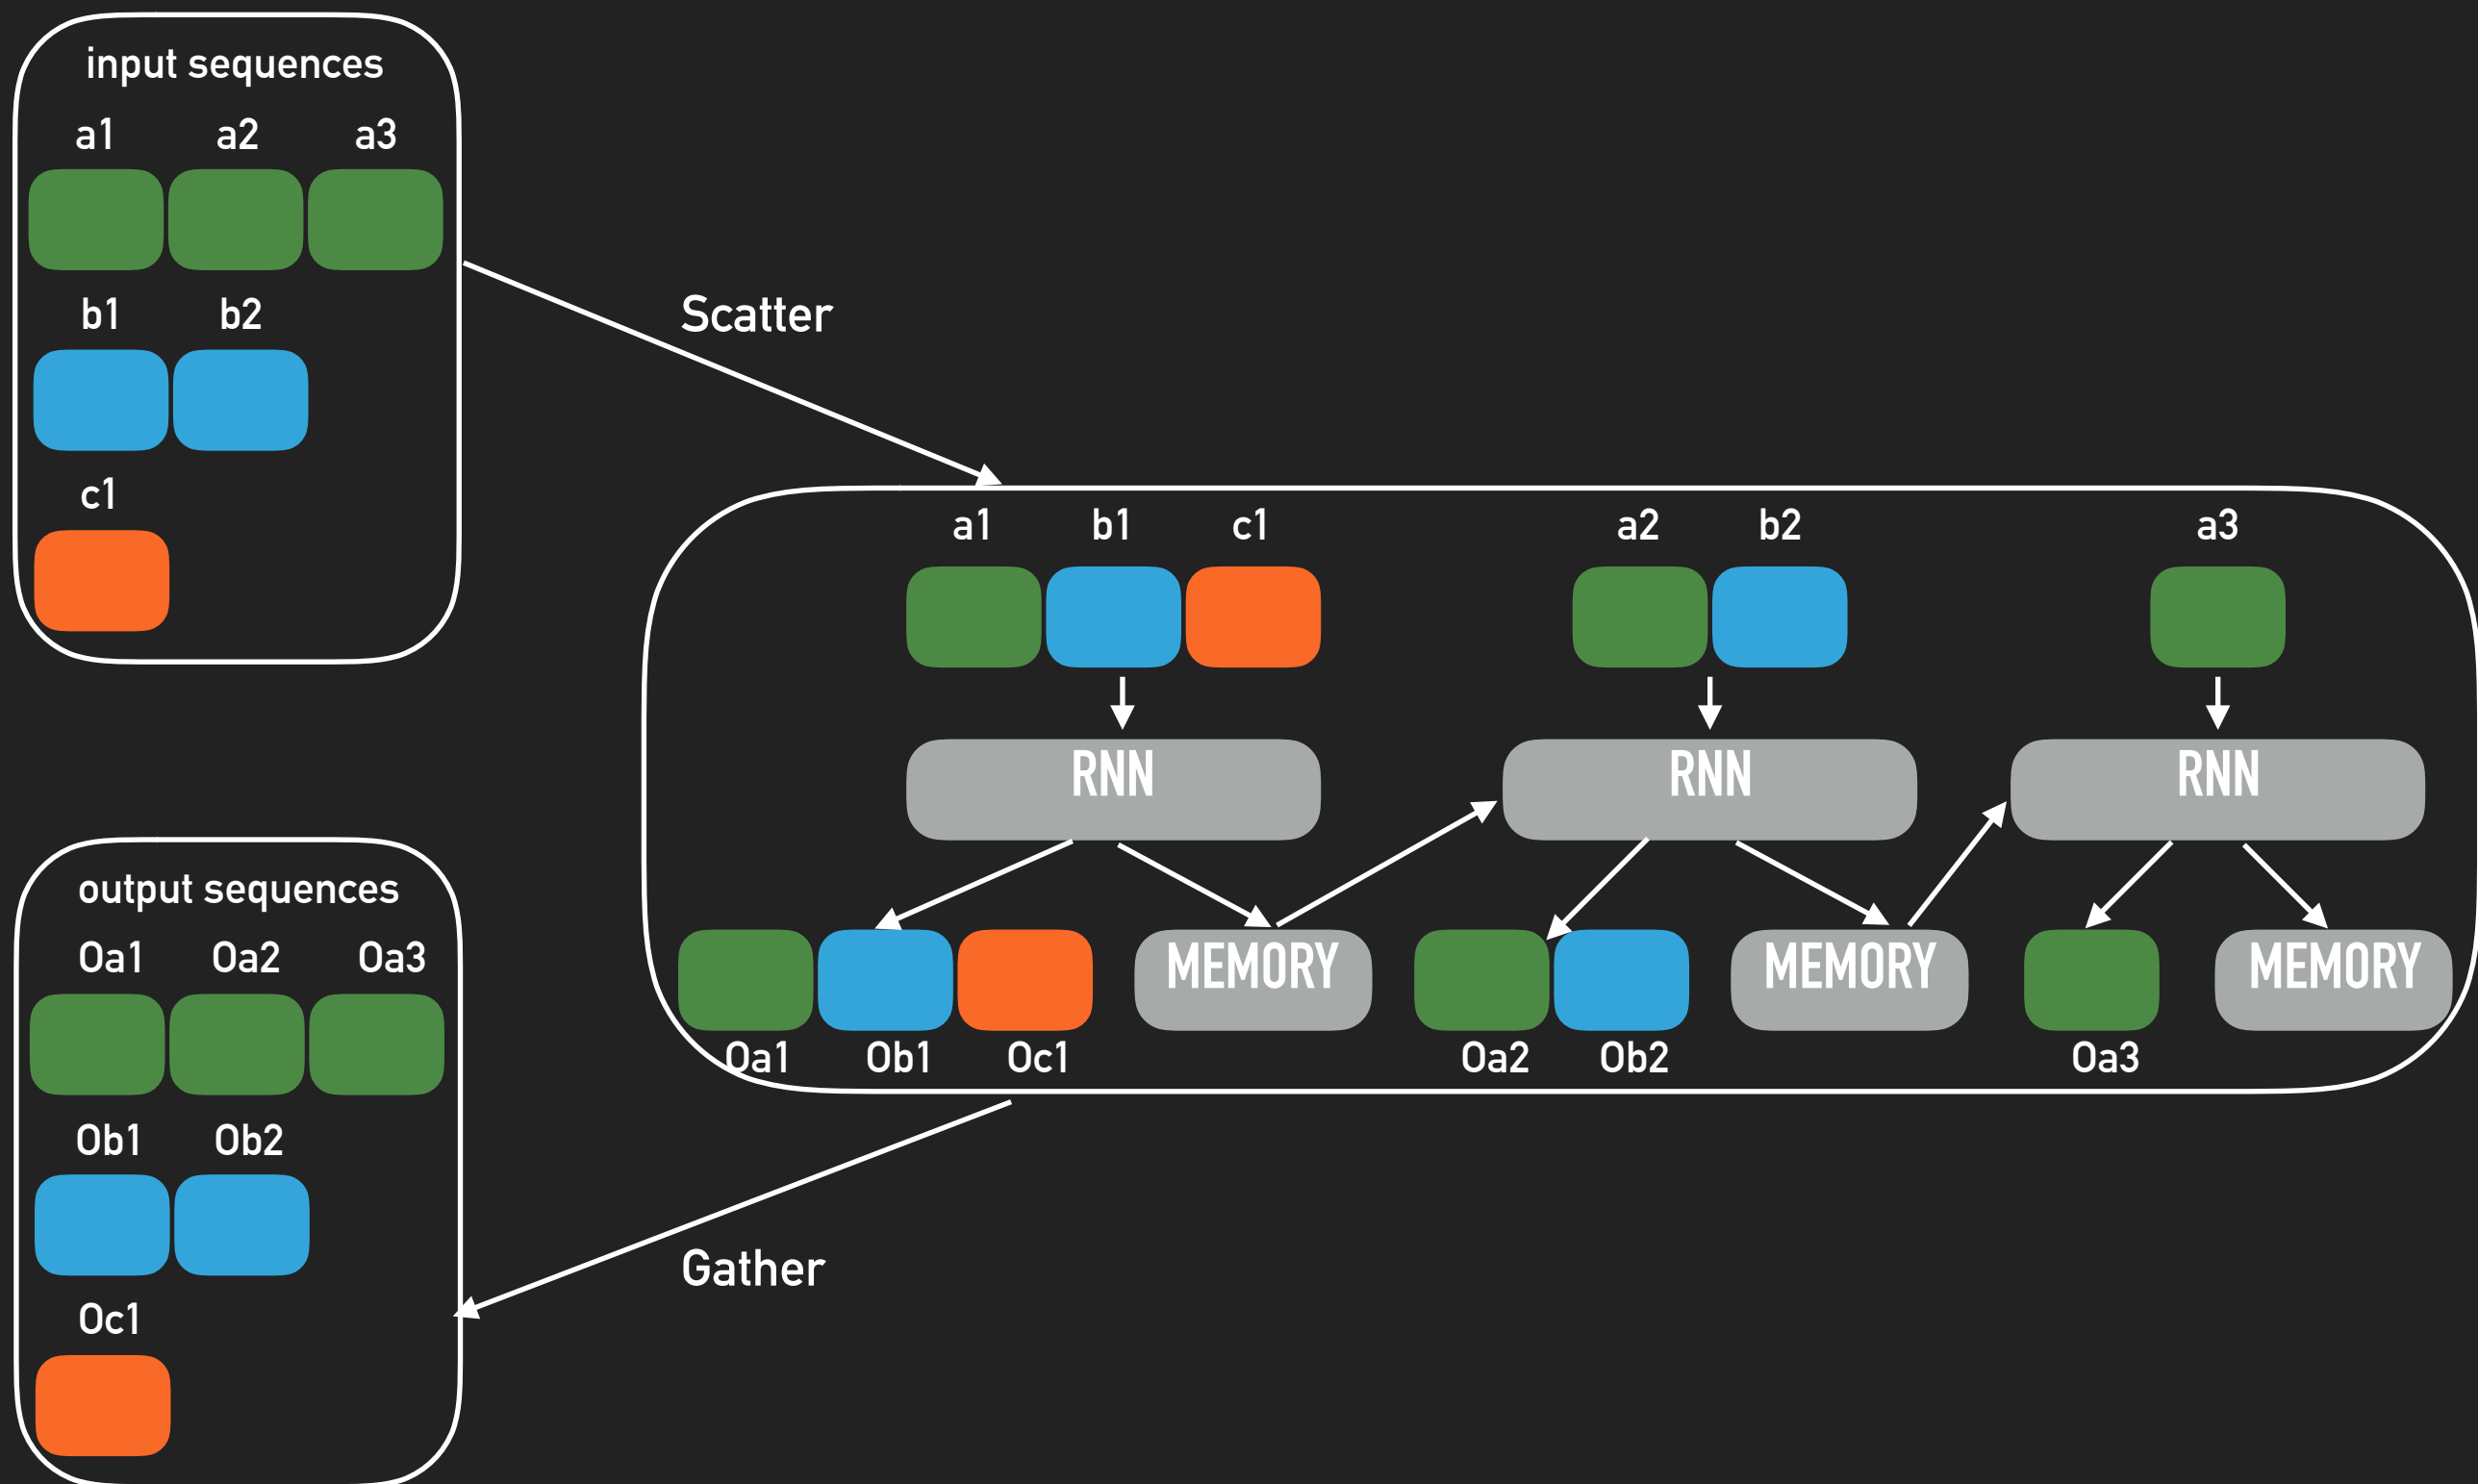 input sequences
a1 a2 a3
b1 b2
c1
Scatter
a1 b1 c1 a2 b2 a3
RNN RNN RNN
MEMORY MEMORY MEMORY
Oa1 Ob1 Oc1 Oa2 Ob2 Oa3
Gather
output sequences
Oa1 Oa2 Oa3
Ob1 Ob2
Oc1